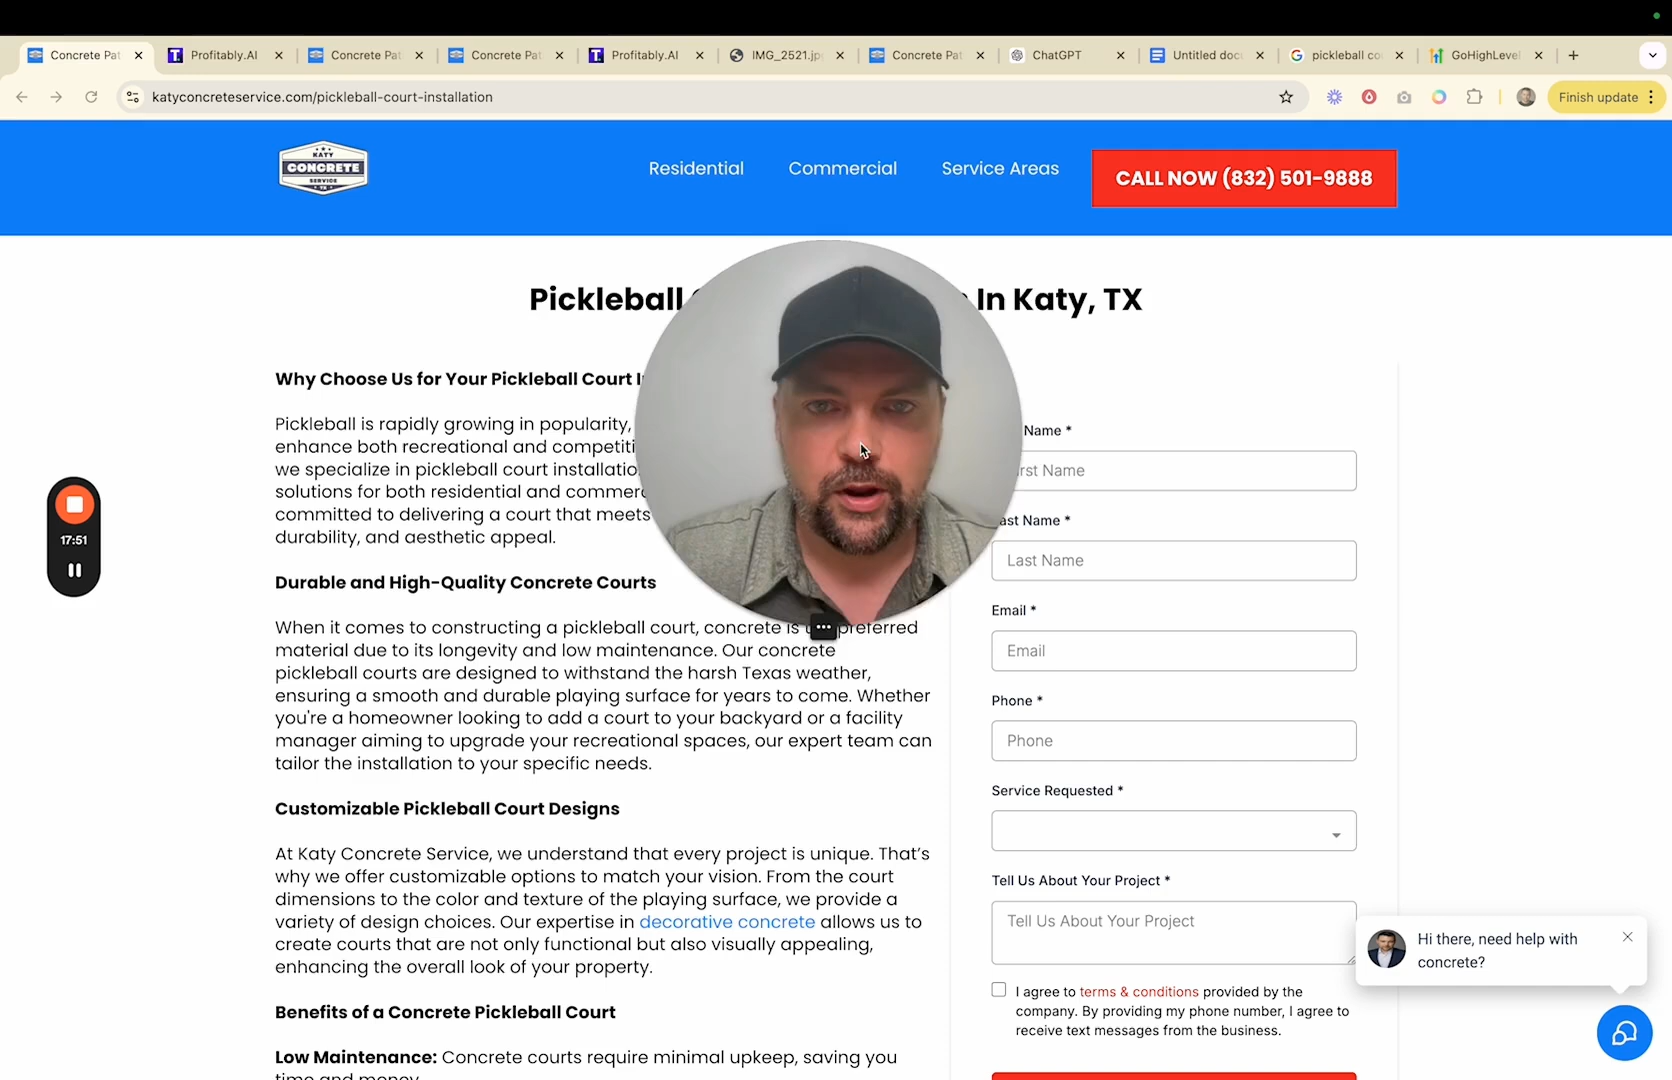 Concrete Pat
Profitably.AI
Concrete Pat
Concrete Pat
Profitably.AI
IMG_2521.jp
Concrete Pat
ChatGPT
Untitled doc
pickleball co
GoHighLevel
katyconcreteservice.com/pickleball-court-installation
Finish update
KATY
CONCRETE
SERVICE
TX
Residential
Commercial
Service Areas
CALL NOW (832) 501-9888
Pickleball
In Katy, TX
Why Choose Us for Your Pickleball Court
Pickleball is rapidly growing in popularity,
enhance both recreational and
we specialize in pickleball court
solutions for both residential and
committed to delivering a court that meets
durability, and aesthetic appeal.
Durable and High-Quality Concrete Courts
When it comes to constructing a pickleball court, concrete is preferred
material due to its longevity and low maintenance. Our concrete
pickleball courts are designed to withstand the harsh Texas weather,
ensuring a smooth and durable playing surface for years to come. Whether
you're a homeowner looking to add a court to your backyard or a facility
manager aiming to upgrade your recreational spaces, our expert team can
tailor the installation to your specific needs.
Customizable Pickleball Court Designs
At Katy Concrete Service, we understand that every project is unique. That's
why we offer customizable options to match your vision. From the court
dimensions to the color and texture of the playing surface, we provide a
variety of design choices. Our expertise in decorative concrete allows us to
create courts that are not only functional but also visually appealing,
enhancing the overall look of your property.
Benefits of a Concrete Pickleball Court
Low Maintenance: Concrete courts require minimal upkeep, saving you
time and money.
Name *
First Name
Last Name *
Last Name
Email *
Email
Phone *
Phone
Service Requested *
Tell Us About Your Project *
Tell Us About Your Project
I agree to terms & conditions provided by the
company. By providing my phone number, I agree to
receive text messages from the business.
17:51
Hi there, need help with
concrete?